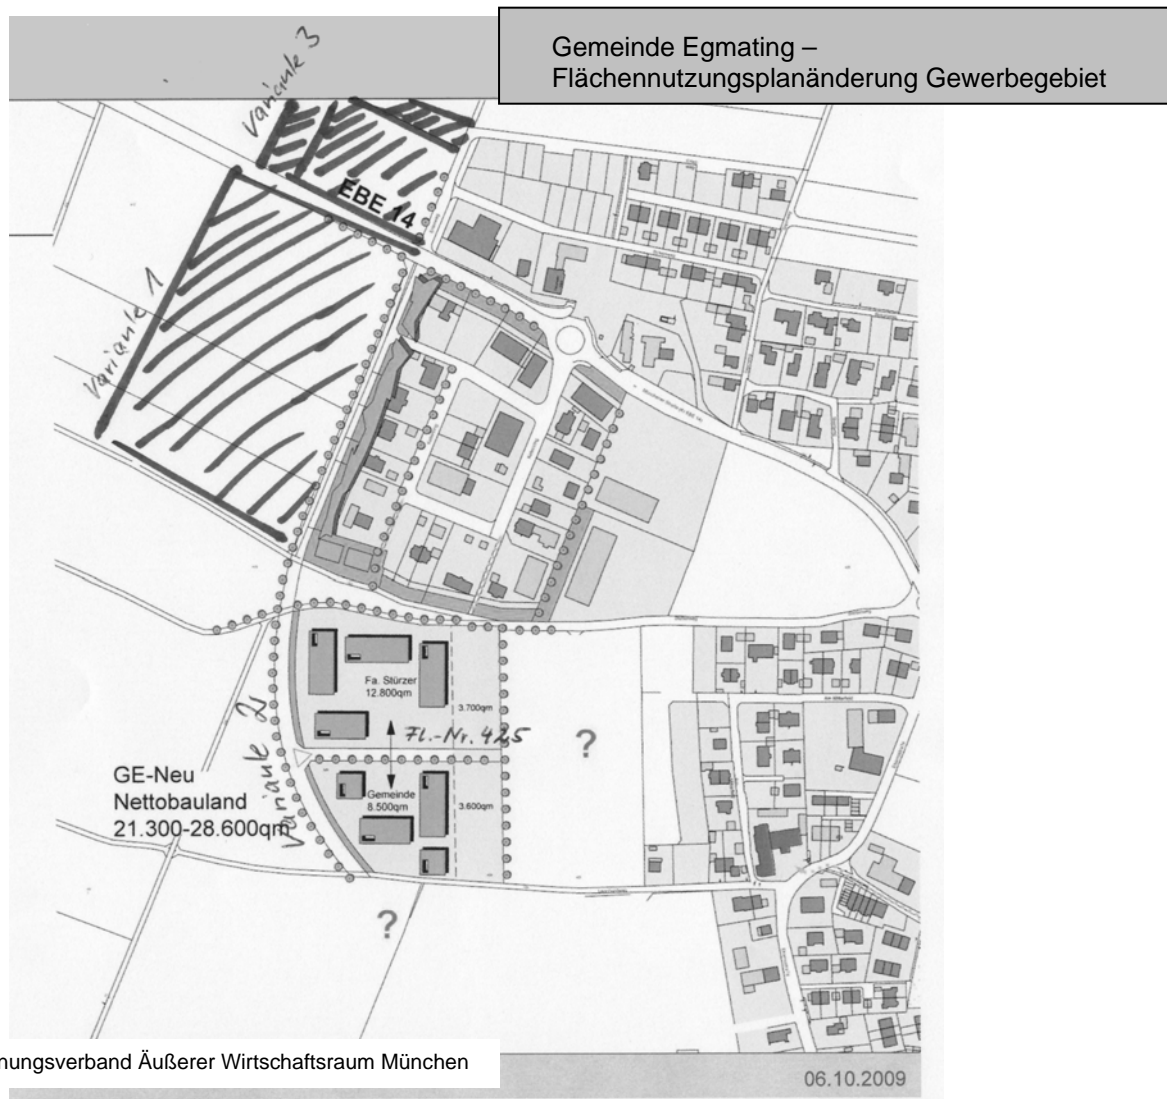 Gemeinde Egmating –
Flächennutzungsplanänderung Gewerbegebiet
Variante 3
EBE 14
Variante 1
Fa. Stürzer
12.800qm
3.700qm
Fl.-Nr. 425
?
Variante 2
GE-Neu
Nettobauland
21.300-28.600qm
Gemeinde
8.500qm
3.600qm
?
nungsverband Äußerer Wirtschaftsraum München
06.10.2009